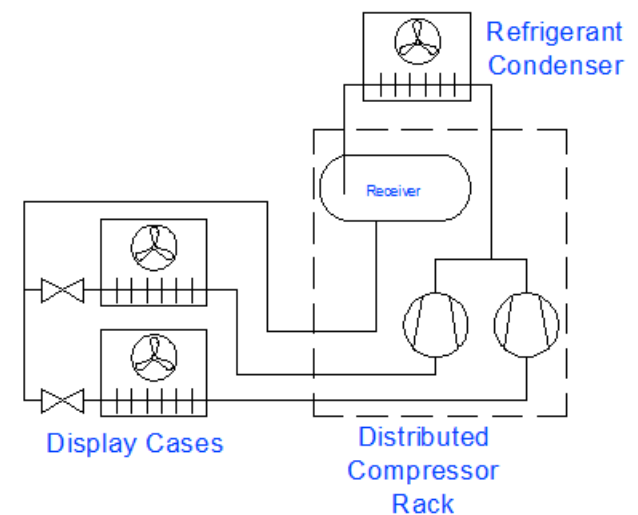 Refrigerant
Condenser
Receiver
Display Cases
Distributed
Compressor
Rack